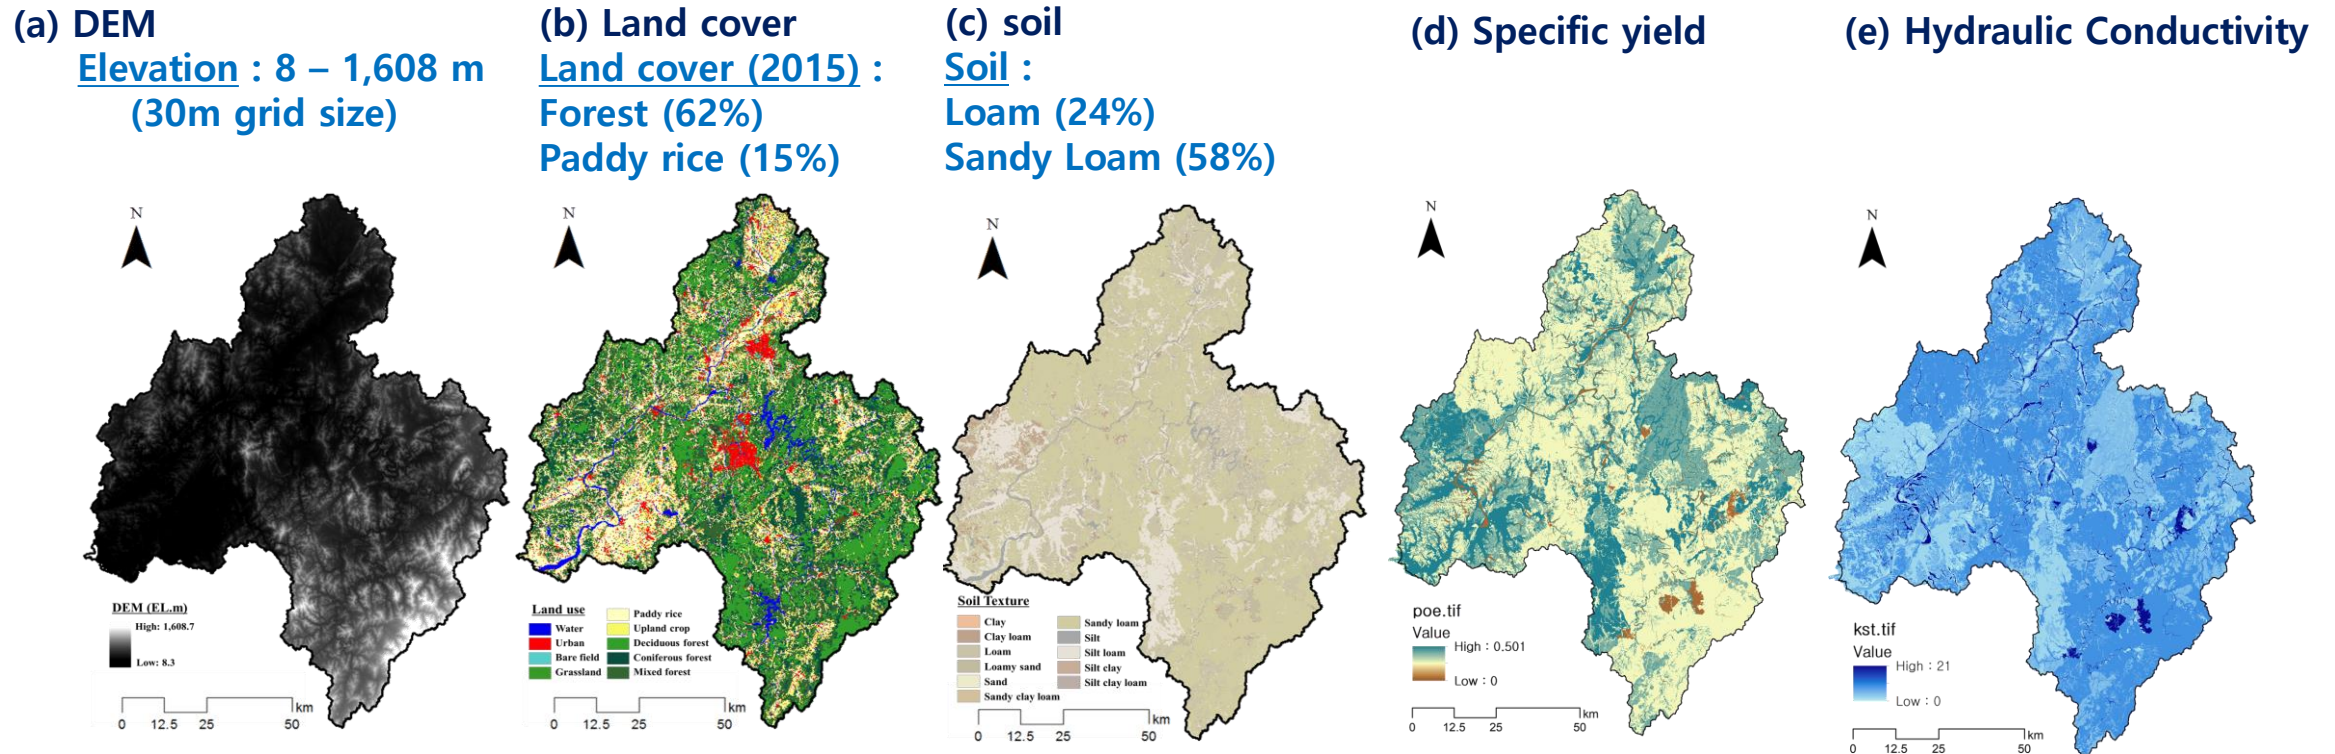 (a) DEM
Elevation : 8 – 1,608 m
(30m grid size)
N
DEM (EL.m)
High: 1,608.7
Low: 8.3
0 12.5 25 50 km
(b) Land cover
Land cover (2015) :
Forest (62%)
Paddy rice (15%)
N
Land use
Water
Urban
Bare field
Grassland
Paddy rice
Upland crop
Deciduous forest
Coniferous forest
Mixed forest
0 12.5 25 50 km
(c) soil
Soil :
Loam (24%)
Sandy Loam (58%)
N
Soil Texture
Clay
Clay loam
Loam
Loamy sand
Sand
Sandy clay loam
Sandy loam
Silt
Silt loam
Silt clay
Silt clay loam
0 12.5 25 50 km
(d) Specific yield
N
poe.tif
Value
High : 0.501
Low : 0
0 12.5 25 50 km
(e) Hydraulic Conductivity
N
kst.tif
Value
High : 21
Low : 0
0 12.5 25 50 km